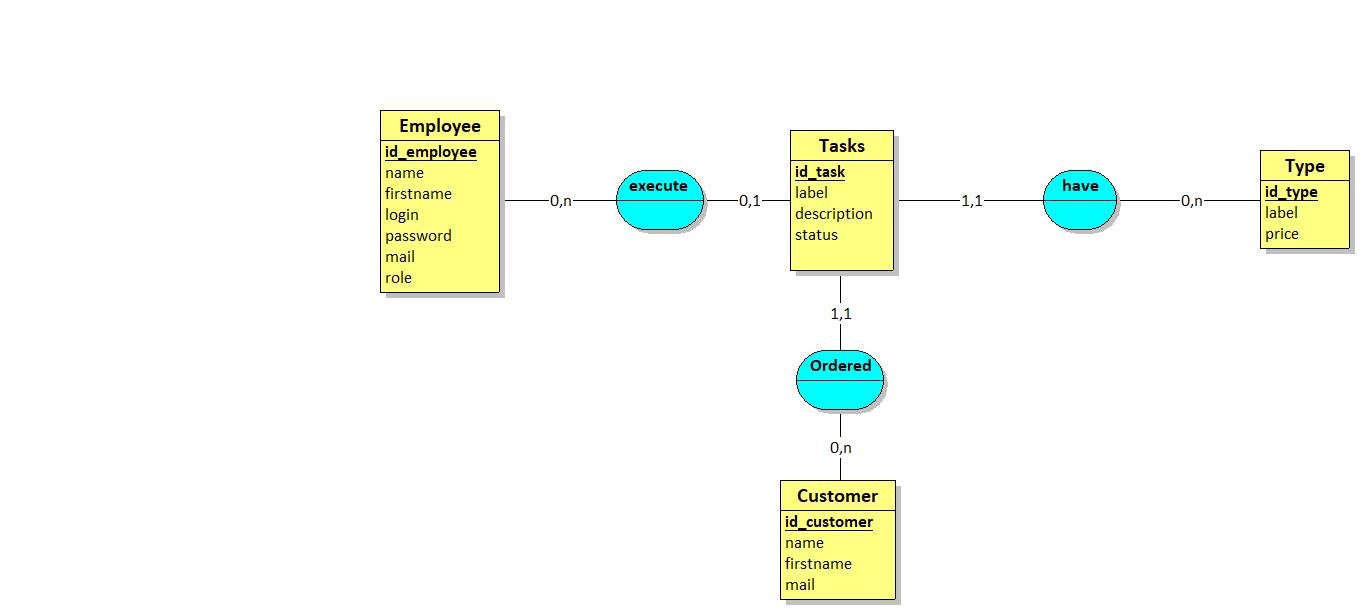 Employee
id_employee
name
firstname
login
password
mail
role
0,n
execute
0,1
Tasks
id_task
label
description
status
1,1
have
0,n
Type
id_type
label
price
1,1
Ordered
0,n
Customer
id_customer
name
firstname
mail